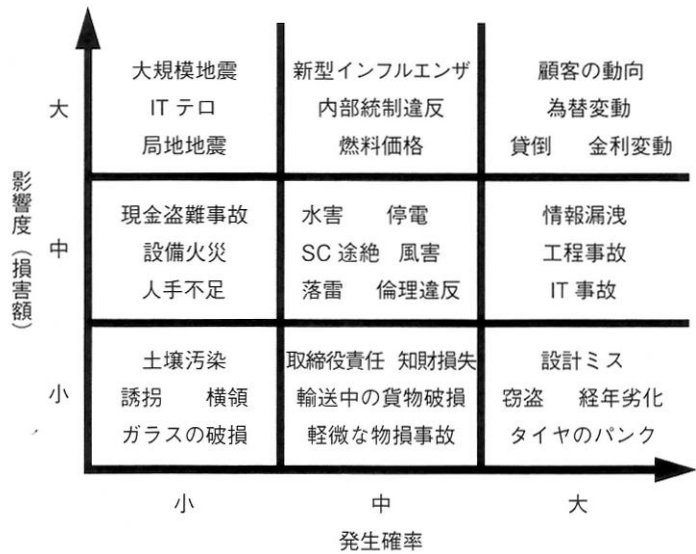 影響度（損害額）
大
大規模地震
ITテロ
局地地震
新型インフルエンザ
内部統制違反
燃料価格
顧客の動向
為替変動
貸倒　金利変動
中
現金盗難事故
設備火災
人手不足
水害　停電
SC途絶　風害
落雷　倫理違反
情報漏洩
工程事故
IT事故
小
土壌汚染
誘拐　横領
ガラスの破損
取締役責任　知財損失
輸送中の貨物破損
軽微な物損事故
設計ミス
窃盗　経年劣化
タイヤのパンク
小
中
大
発生確率